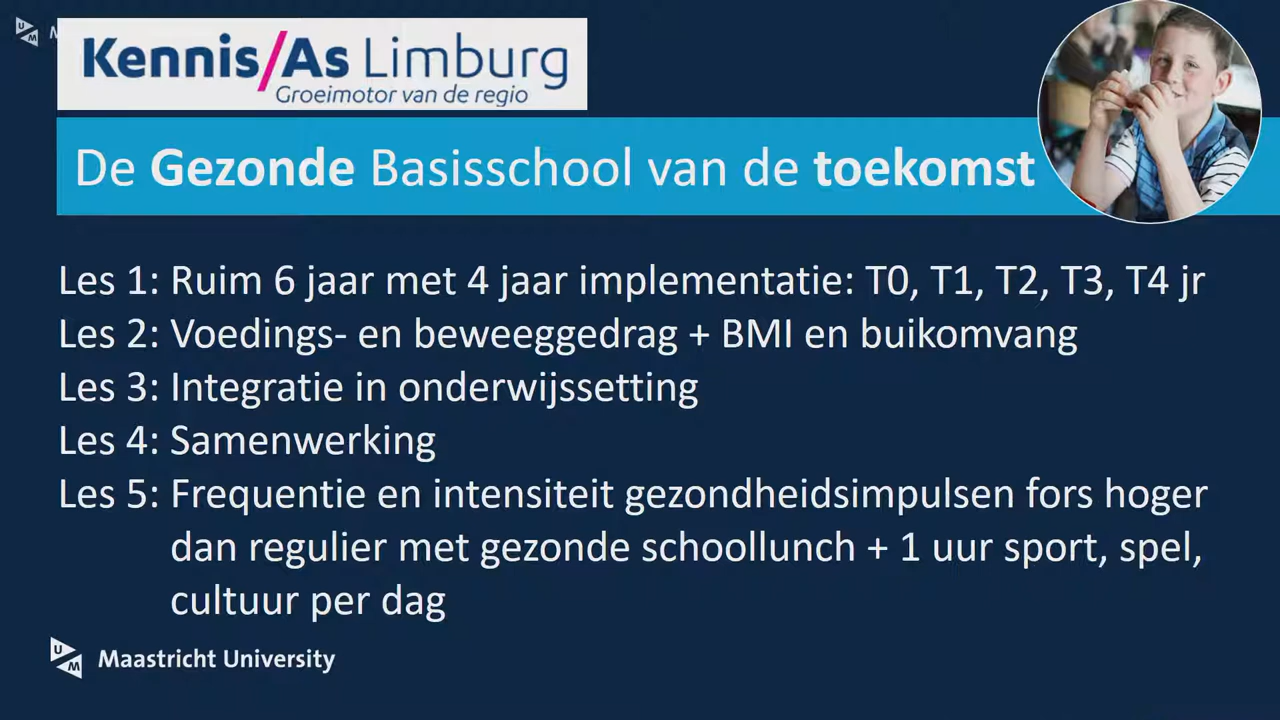 Kennis/As Limburg
Groeimotor van de regio
De Gezonde Basisschool van de toekomst
Les 1: Ruim 6 jaar met 4 jaar implementatie: T0, T1, T2, T3, T4 jr
Les 2: Voedings- en beweeggedrag + BMI en buikomvang
Les 3: Integratie in onderwijssetting
Les 4: Samenwerking
Les 5: Frequentie en intensiteit gezondheidsimpulsen fors hoger
dan regulier met gezonde schoollunch + 1 uur sport, spel,
cultuur per dag
UM Maastricht University